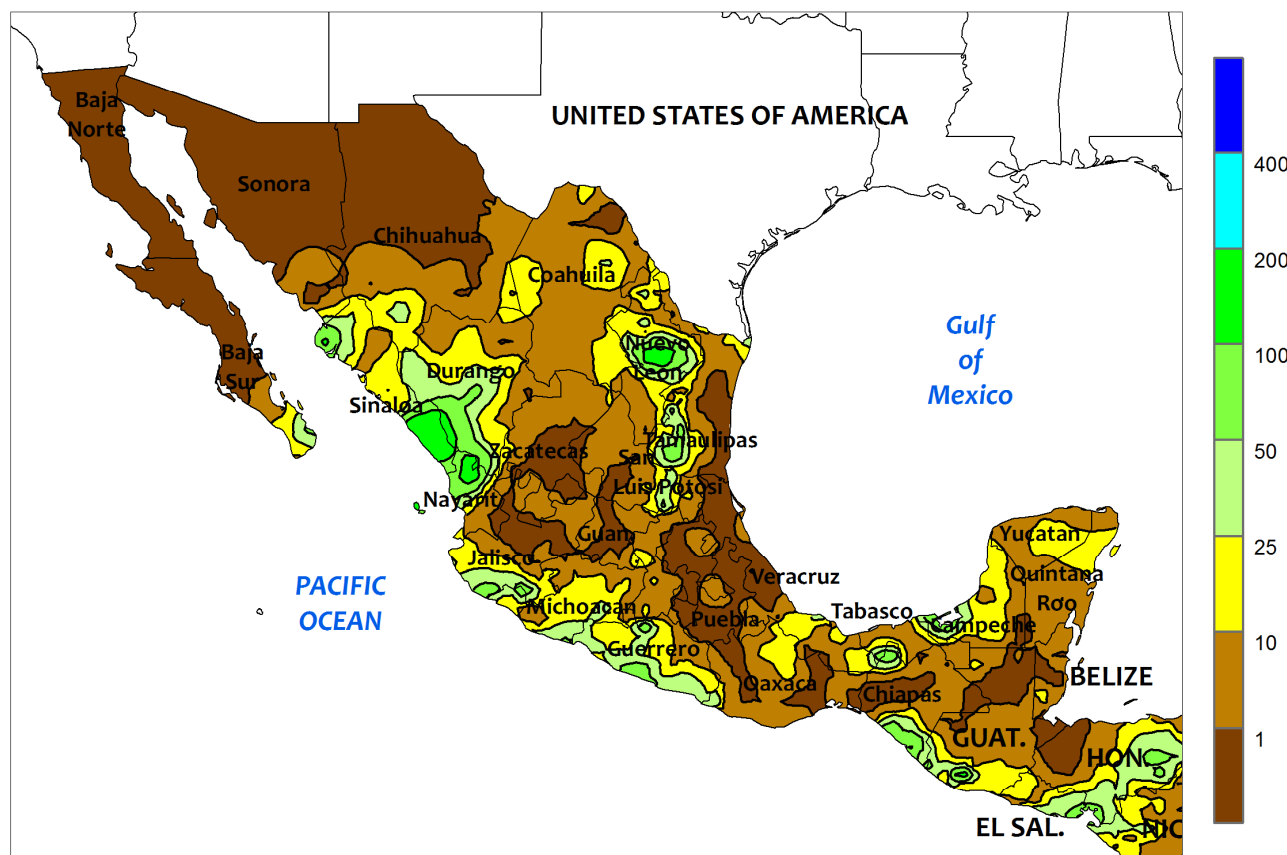 Baja
Norte
UNITED STATES OF AMERICA
400
Sonora
Chihuahua
200
Coahuila
Gulf
of
Mexico
Nuevo
Leon
100
Baja
Sur
Durango
Sinaloa
50
Tamaulipas
Zacatecas
San
Luis Potosi
Nayarit
Guan.
Yucatan
25
Jalisco
Quintana
Roo
Veracruz
PACIFIC
OCEAN
Michoacan
Puebla
Tabasco
Campeche
10
Guerrero
BELIZE
Oaxaca
Chiapas
GUAT.
1
HON.
EL SAL.
NIC